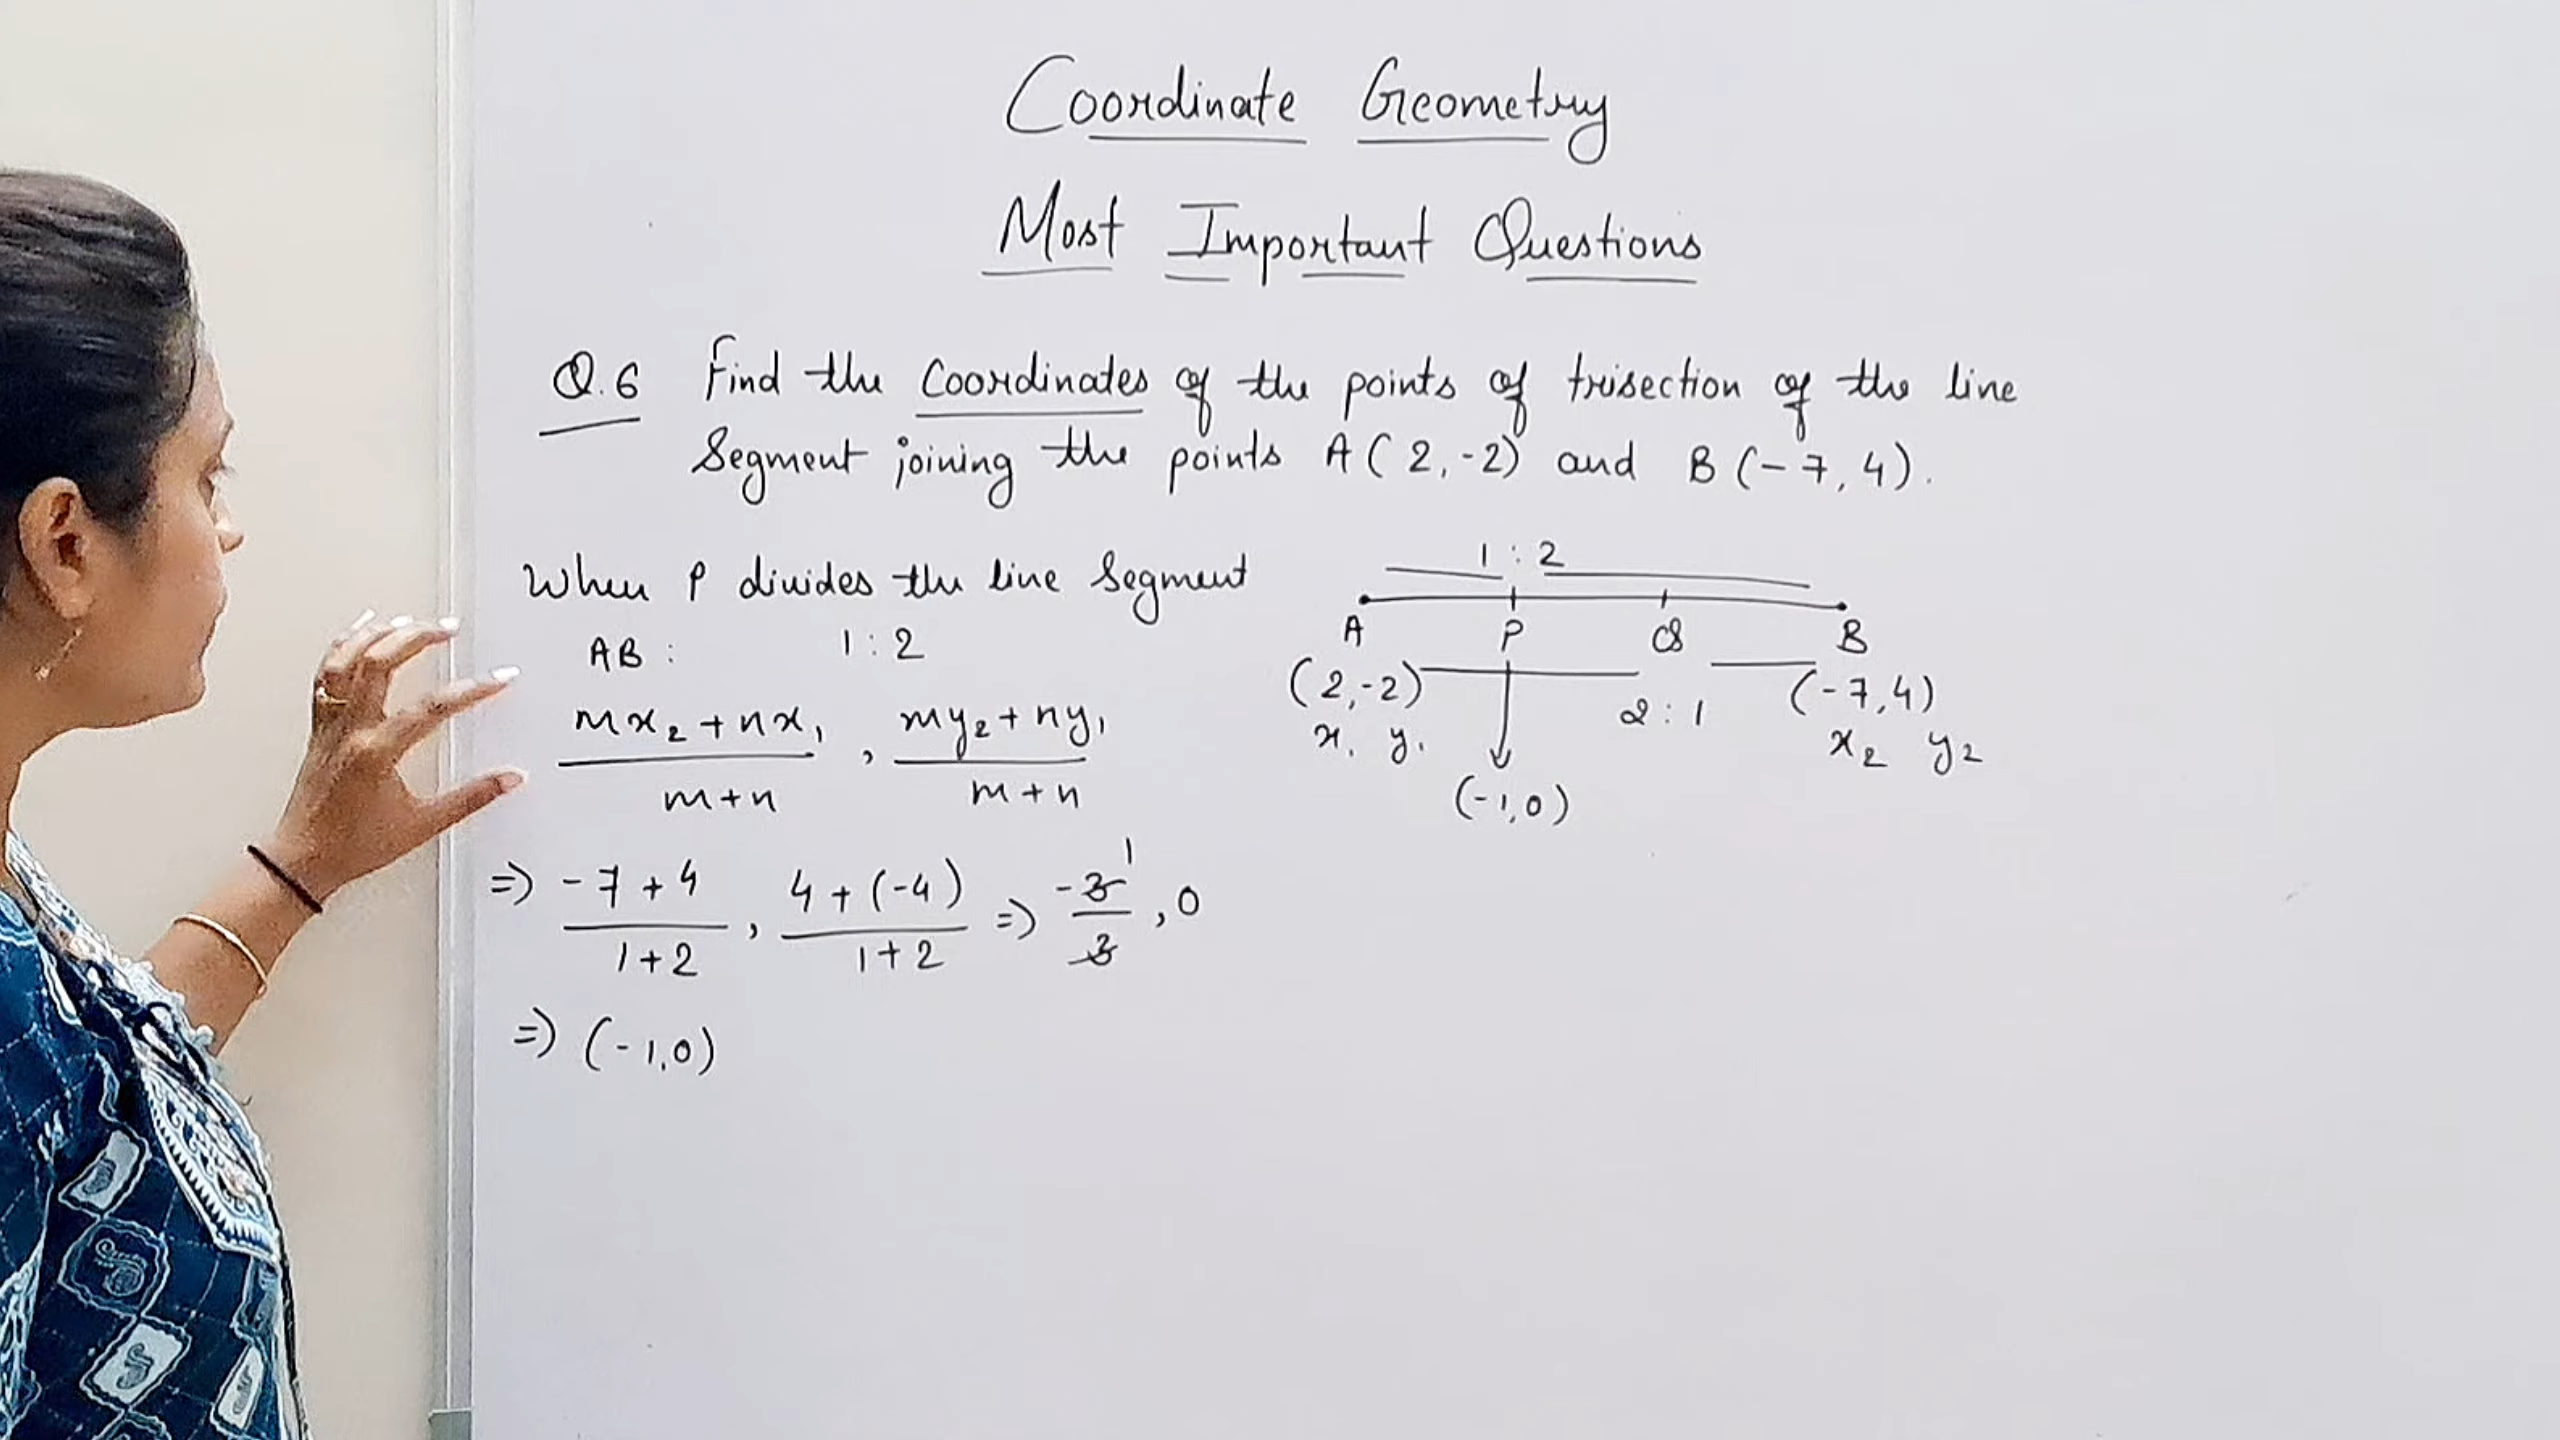 Coordinate Geometry
Most Important Questions
Q.6 Find the Coordinates of the points of trisection of the line
Segment joining the points A(2,-2) and B(-7,4).
When P divides the line Segment
AB : 1:2
mx₂+nx₁ , my₂+ny₁
m+n m+n
=> -7+4 , 4+(-4) => -3 1 , 0
1+2 1+2 3
=> (-1,0)
1 : 2
A P Q B
(2,-2) 2:1 (-7,4)
x₁ y₁ x₂ y₂
(-1,0)